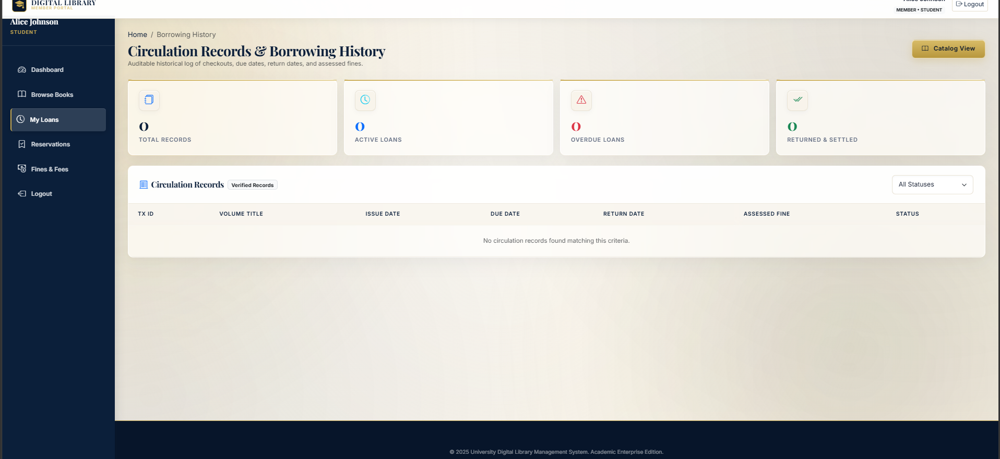 DIGITAL LIBRARY
MEMBER PORTAL
Alice Johnson
MEMBER • STUDENT
Logout
Alice Johnson
STUDENT
Dashboard
Browse Books
My Loans
Reservations
Fines & Fees
Logout
Home / Borrowing History
Circulation Records & Borrowing History
Auditable historical log of checkouts, due dates, return dates, and assessed fines.
Catalog View
0
TOTAL RECORDS
0
ACTIVE LOANS
0
OVERDUE LOANS
0
RETURNED & SETTLED
Circulation Records Verified Records
All Statuses
TX ID VOLUME TITLE ISSUE DATE DUE DATE RETURN DATE ASSESSED FINE STATUS
No circulation records found matching this criteria.
© 2025 University Digital Library Management System. Academic Enterprise Edition.